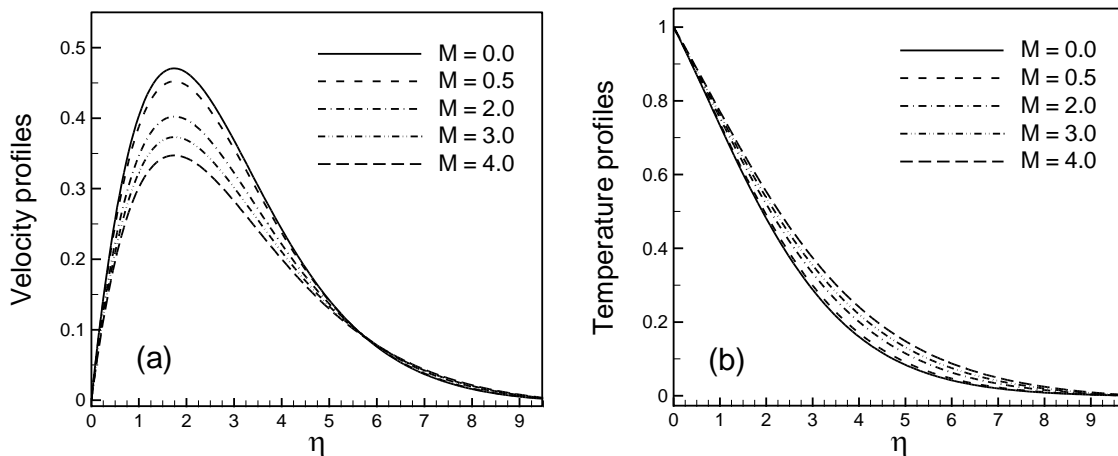 Velocity profiles
0.5
0.4
0.3
0.2
0.1
0
M = 0.0
M = 0.5
M = 2.0
M = 3.0
M = 4.0
(a)
0 1 2 3 4 5 6 7 8 9
η
Temperature profiles
1
0.8
0.6
0.4
0.2
0
M = 0.0
M = 0.5
M = 2.0
M = 3.0
M = 4.0
(b)
0 1 2 3 4 5 6 7 8 9
η